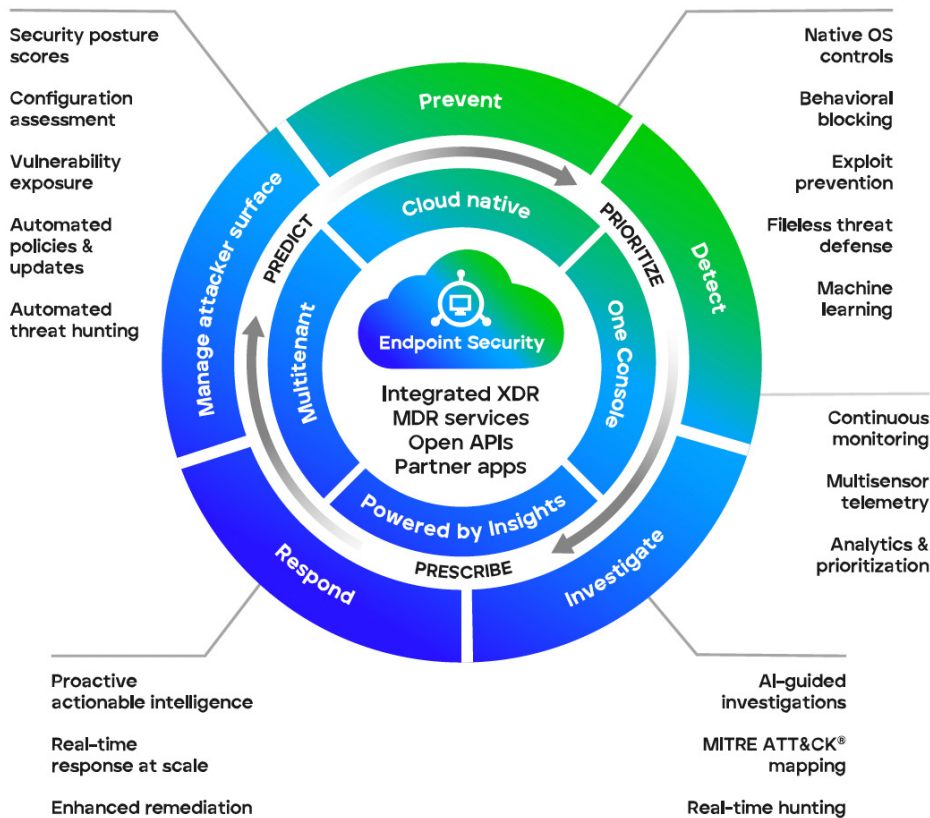 Security posture
scores
Configuration
assessment
Vulnerability
exposure
Automated
policies &
updates
Automated
threat hunting
Native OS
controls
Behavioral
blocking
Exploit
prevention
Fileless threat
defense
Machine
learning
Prevent
Detect
Investigate
Respond
Manage attacker surface
PREDICT
PRIORITIZE
PRESCRIBE
Cloud native
One Console
Powered by Insights
Multitenant
Endpoint Security
Integrated XDR
MDR services
Open APIs
Partner apps
Continuous
monitoring
Multisensor
telemetry
Analytics &
prioritization
Proactive
actionable intelligence
Real-time
response at scale
Enhanced remediation
AI-guided
investigations
MITRE ATT&CK®
mapping
Real-time hunting